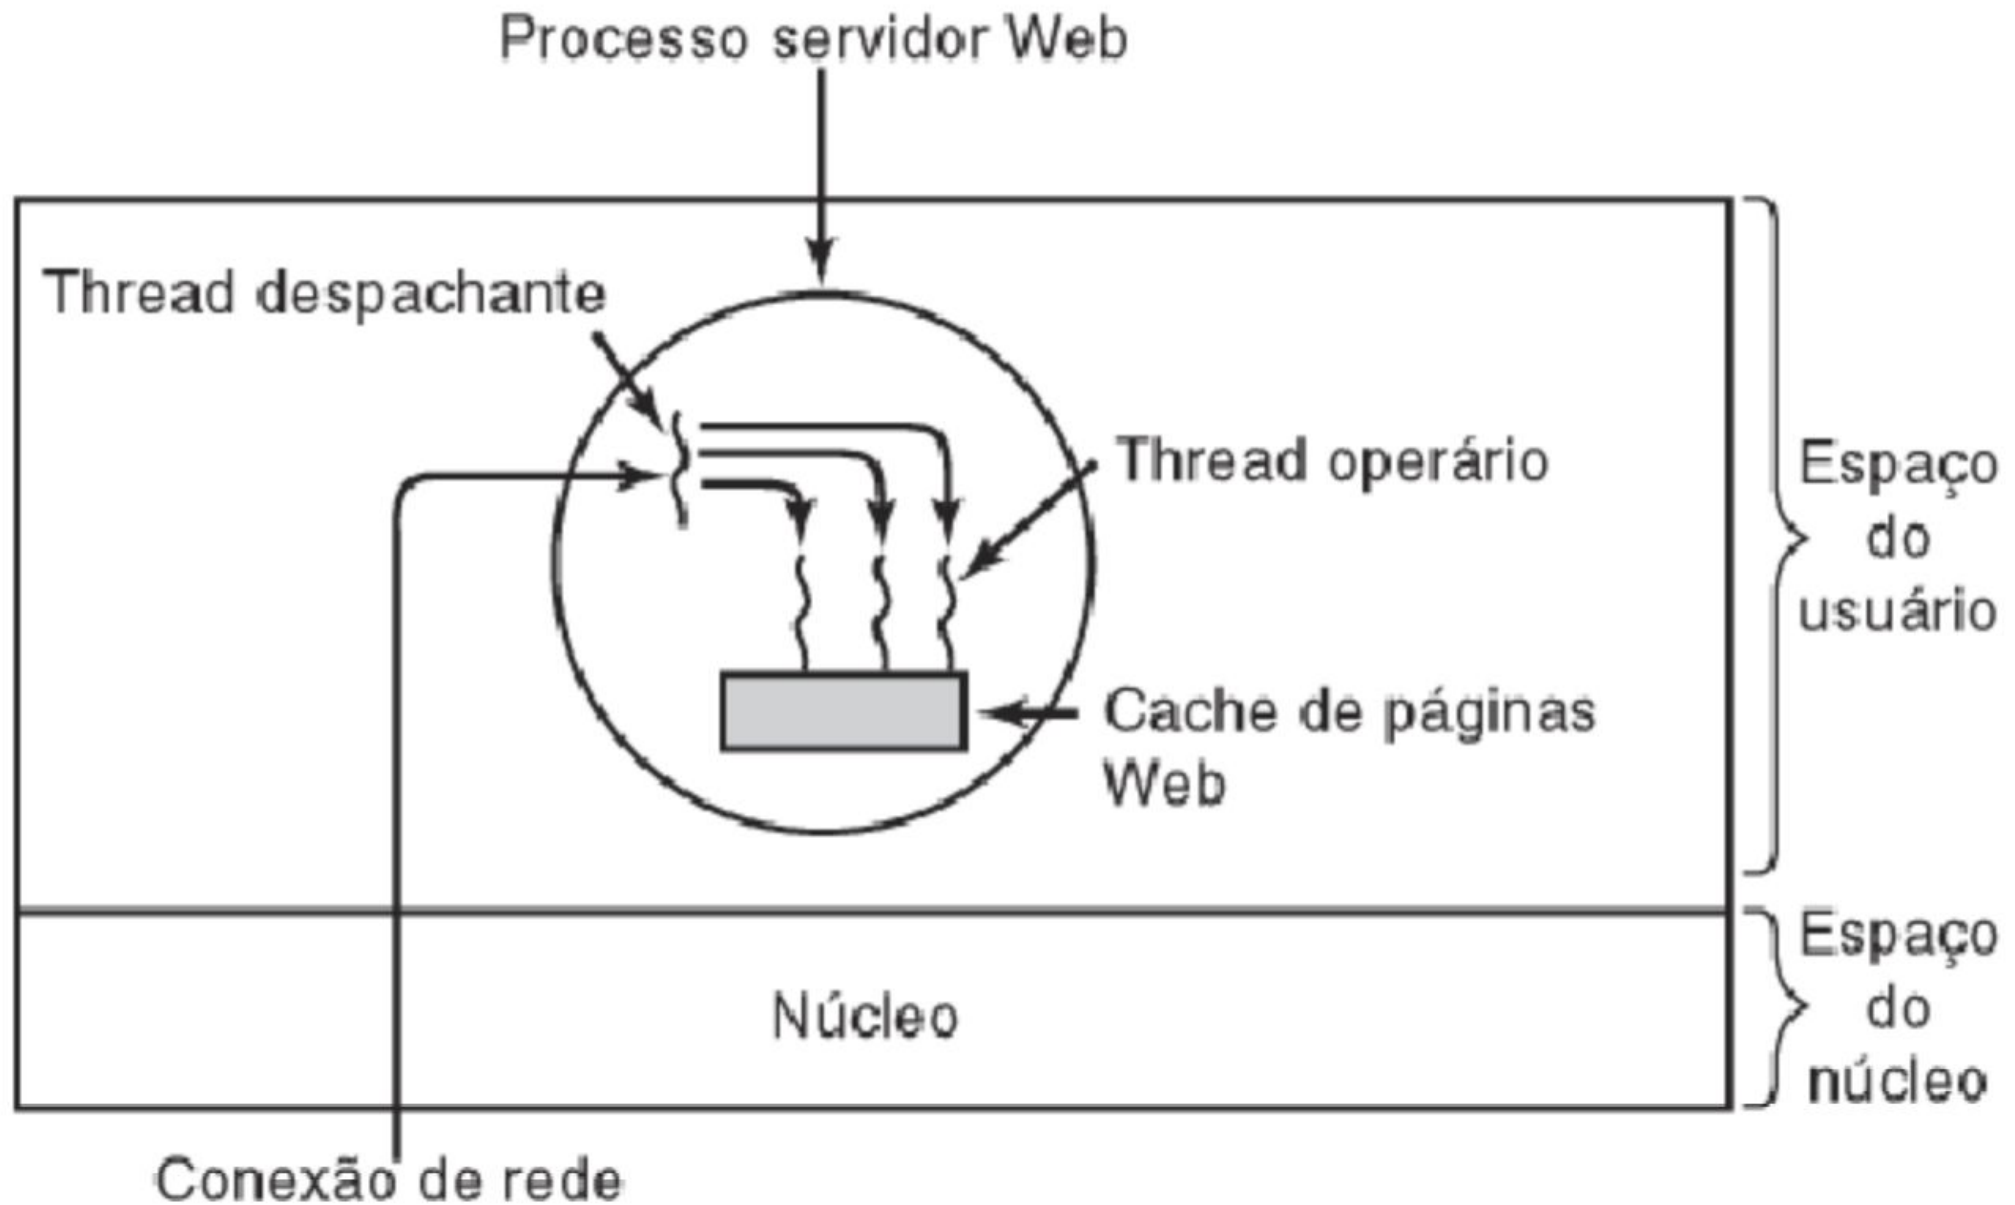 Processo servidor Web
Thread despachante
Thread operário
Cache de páginas
Web
Espaço
do
usuário
Núcleo
Espaço
do
núcleo
Conexão de rede